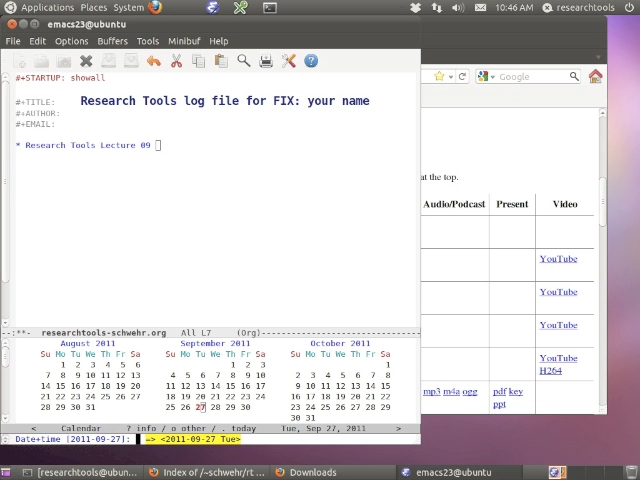 Applications Places System 10:46 AM researchtools
emacs23@ubuntu
File Edit Options Buffers Tools Minibuf Help
#+STARTUP: showall
#+TITLE: Research Tools log file for FIX: your name
#+AUTHOR:
#+EMAIL:
* Research Tools Lecture 09
Google
at the top.
Audio/Podcast Present Video
YouTube
YouTube
YouTube
YouTube
H264
mp3 m4a ogg pdf key
ppt
--:**- researchtools-schwehr.org All L7 (Org)
August 2011 September 2011 October 2011
Su Mo Tu We Th Fr Sa Su Mo Tu We Th Fr Sa Su Mo Tu We Th Fr Sa
1 2 3 4 5 6 1 2 3 1
7 8 9 10 11 12 13 4 5 6 7 8 9 10 2 3 4 5 6 7 8
14 15 16 17 18 19 20 11 12 13 14 15 16 17 9 10 11 12 13 14 15
21 22 23 24 25 26 27 18 19 20 21 22 23 24 16 17 18 19 20 21 22
28 29 30 31 25 26 27 28 29 30 23 24 25 26 27 28 29
30 31
< Calendar ? info / o other / . today Tue, Sep 27, 2011 >
Date+time [2011-09-27]: => <2011-09-27 Tue>
[researchtools@ubun... Index of /~schwehr/rt ... Downloads emacs23@ubuntu